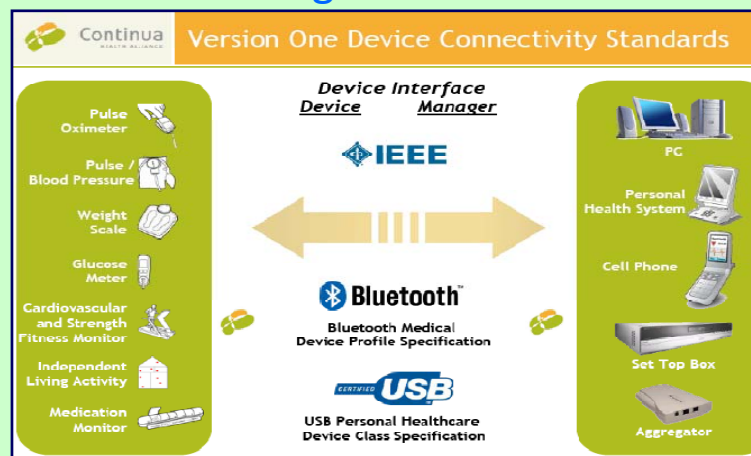 Continua
HEALTH ALLIANCE
Version One Device Connectivity Standards
Pulse
Oximeter
Pulse /
Blood Pressure
Weight
Scale
Glucose
Meter
Cardiovascular
and Strength
Fitness Monitor
Independent
Living Activity
Medication
Monitor
Device Interface
Device Manager
IEEE
Bluetooth™
Bluetooth Medical
Device Profile Specification
CERTIFIED USB
USB Personal Healthcare
Device Class Specification
PC
Personal
Health System
Cell Phone
Set Top Box
Aggregator